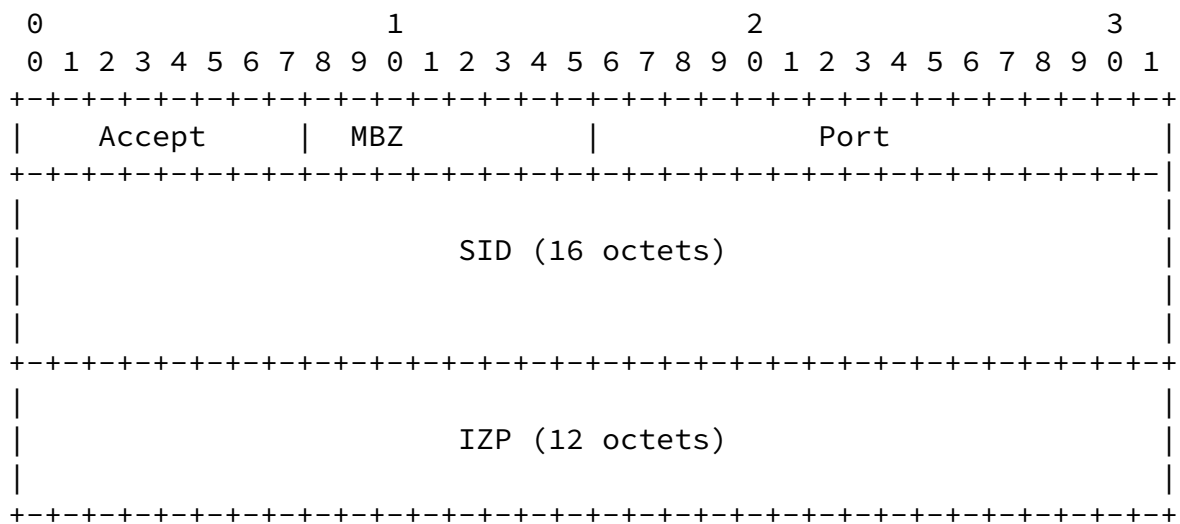 0                   1                   2                   3
0 1 2 3 4 5 6 7 8 9 0 1 2 3 4 5 6 7 8 9 0 1 2 3 4 5 6 7 8 9 0 1
+-+-+-+-+-+-+-+-+-+-+-+-+-+-+-+-+-+-+-+-+-+-+-+-+-+-+-+-+-+-+-+-+
|    Accept     |  MBZ          |            Port               |
+-+-+-+-+-+-+-+-+-+-+-+-+-+-+-+-+-+-+-+-+-+-+-+-+-+-+-+-+-+-+-+-|
|                                                               |
|                        SID (16 octets)                        |
|                                                               |
|                                                               |
+-+-+-+-+-+-+-+-+-+-+-+-+-+-+-+-+-+-+-+-+-+-+-+-+-+-+-+-+-+-+-+-+
|                                                               |
|                        IZP (12 octets)                        |
|                                                               |
+-+-+-+-+-+-+-+-+-+-+-+-+-+-+-+-+-+-+-+-+-+-+-+-+-+-+-+-+-+-+-+-+